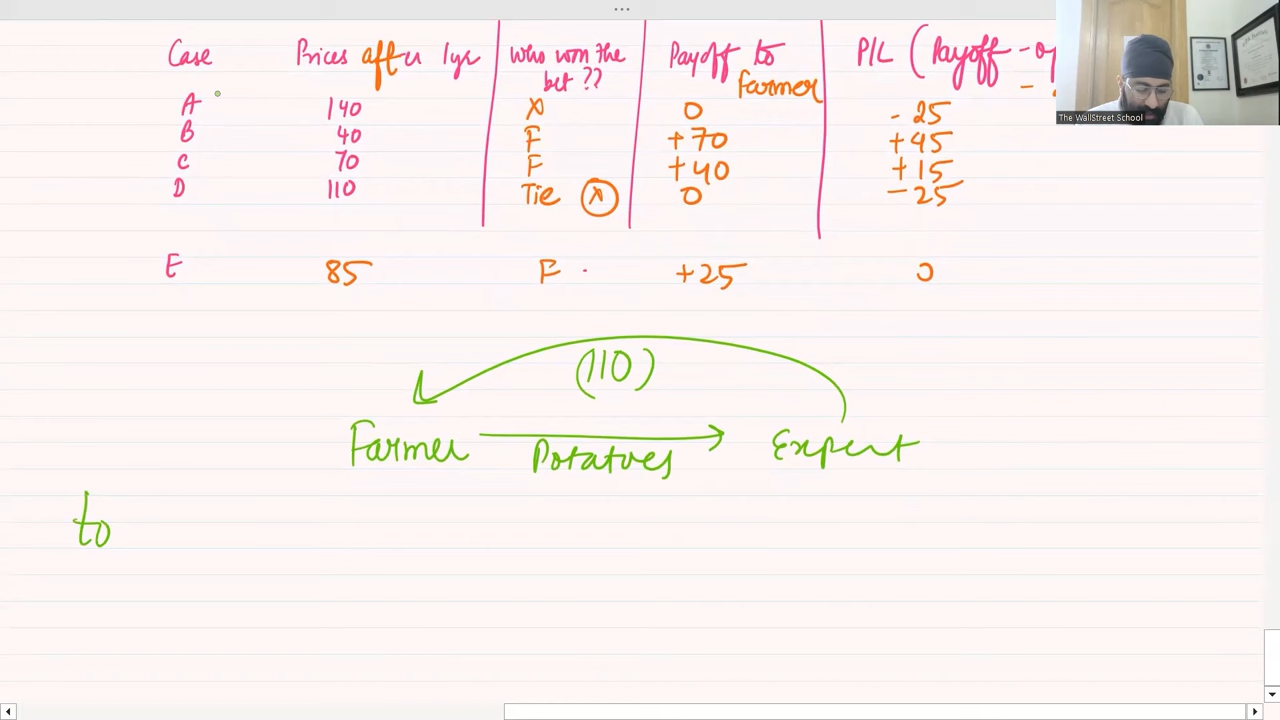 Case Prices after 1yr Who won the bet ?? Payoff to Farmer P/L (Payoff - op
A 140 X 0 - 25
B 40 F +70 +45
C 70 F +40 +15
D 110 Tie X 0 - 25
E 85 F +25 0
(110)
Farmer Potatoes Expert
to
The WallStreet School